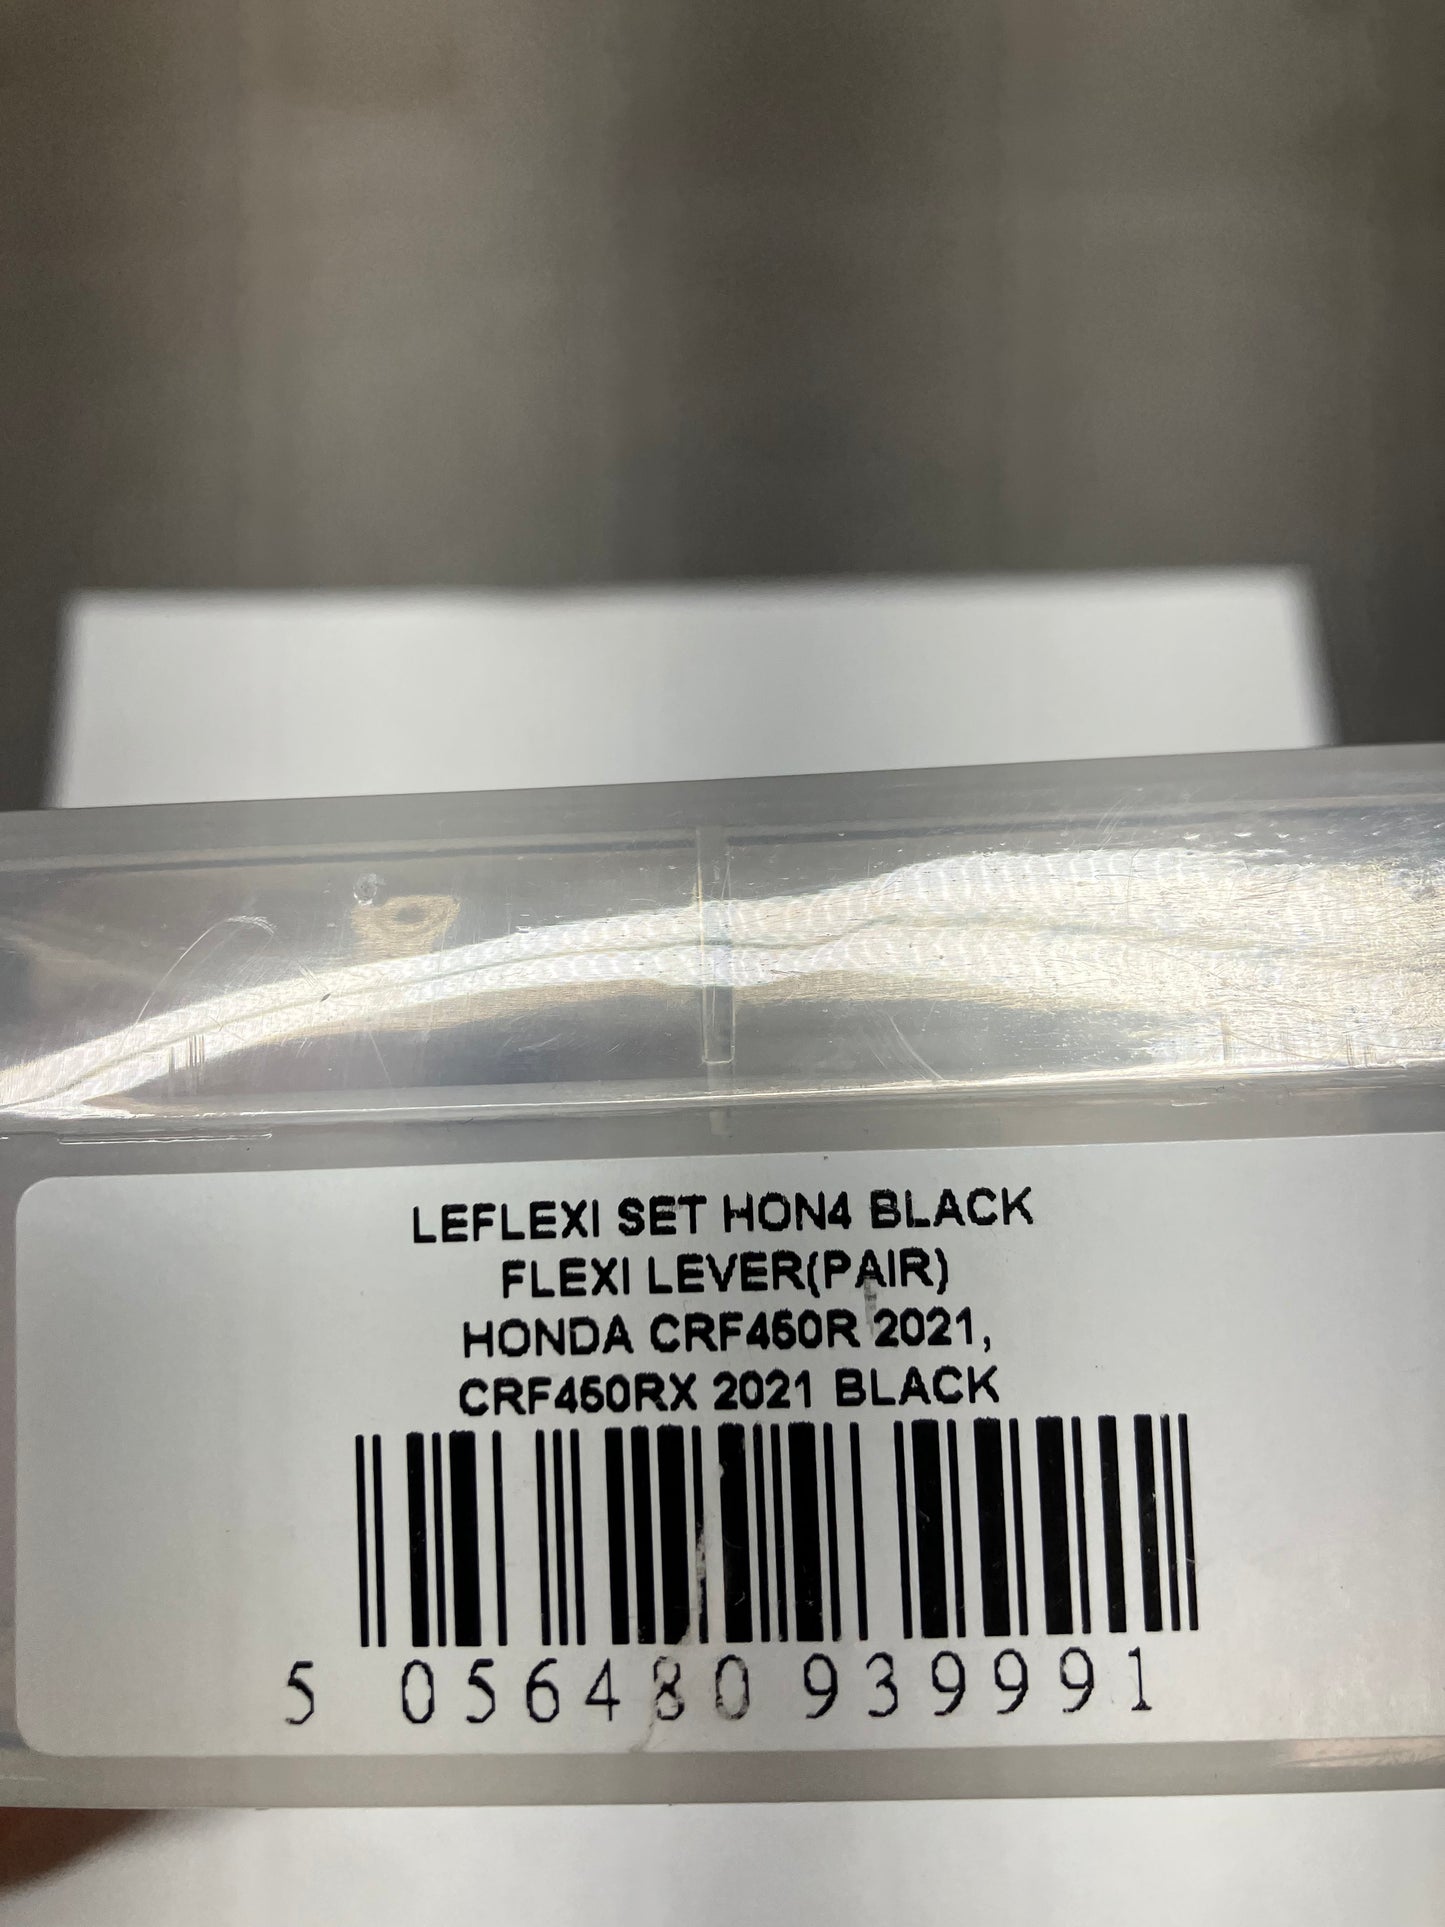 LEFLEXI SET HON4 BLACK
FLEXI LEVER(PAIR)
HONDA CRF450R 2021,
CRF450RX 2021 BLACK
5 056480 939991